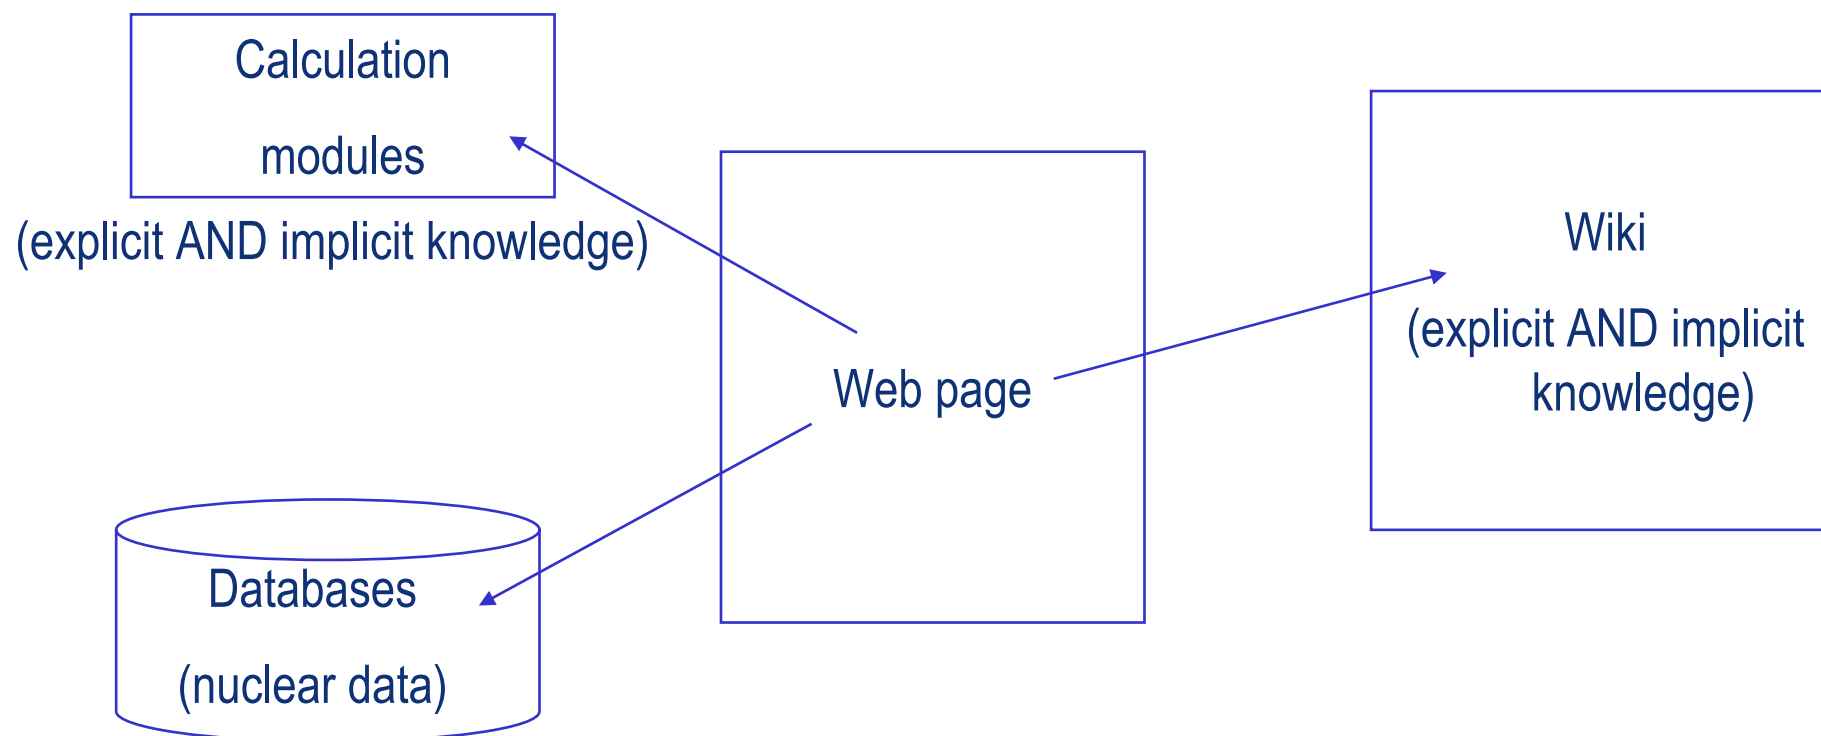 Calculation
modules
(explicit AND implicit knowledge)
Web page
Wiki
(explicit AND implicit
knowledge)
Databases
(nuclear data)